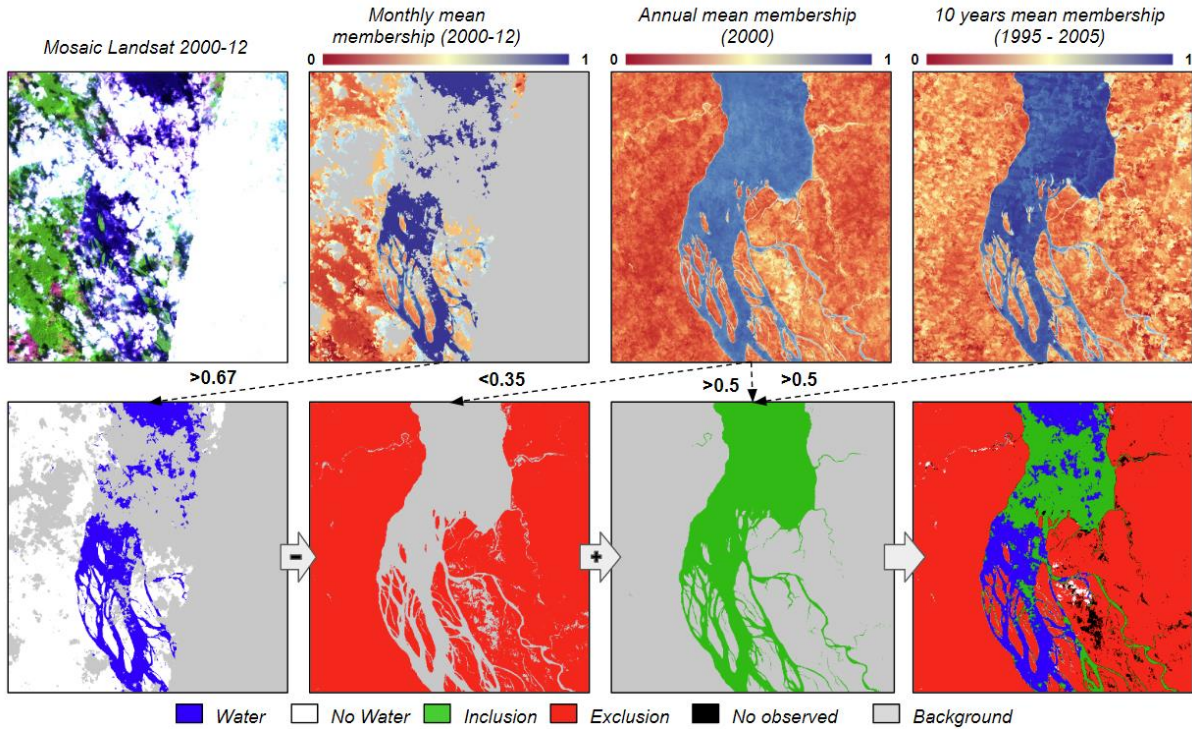 Mosaic Landsat 2000-12
Monthly mean
membership (2000-12)
0 1
Annual mean membership
(2000)
0 1
10 years mean membership
(1995 - 2005)
0 1
>0.67
<0.35
>0.5
>0.5
-
+
Water
No Water
Inclusion
Exclusion
No observed
Background